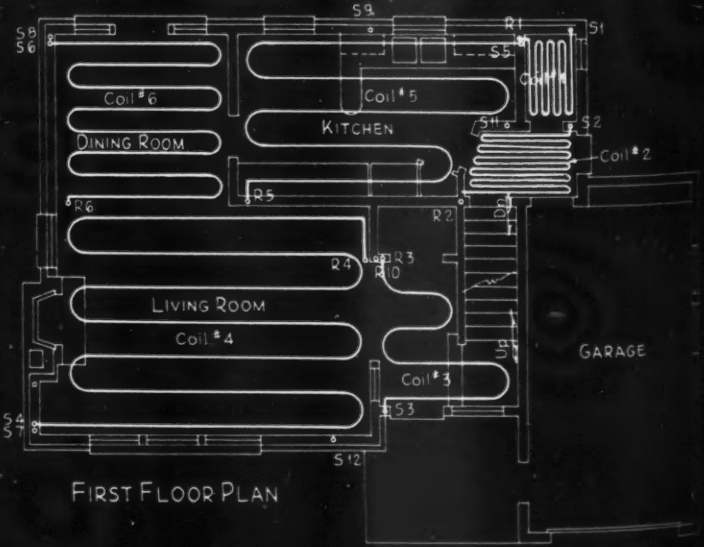 S9
S8
R1
S1
S6
S5
Coil #1
Coil #6
Coil #5
S11
S2
KITCHEN
DINING ROOM
Coil #2
R5
R6
R2
DN
R4
R3
R10
LIVING ROOM
Coil #4
UP
GARAGE
Coil #3
S3
S4
S7
S12
FIRST FLOOR PLAN